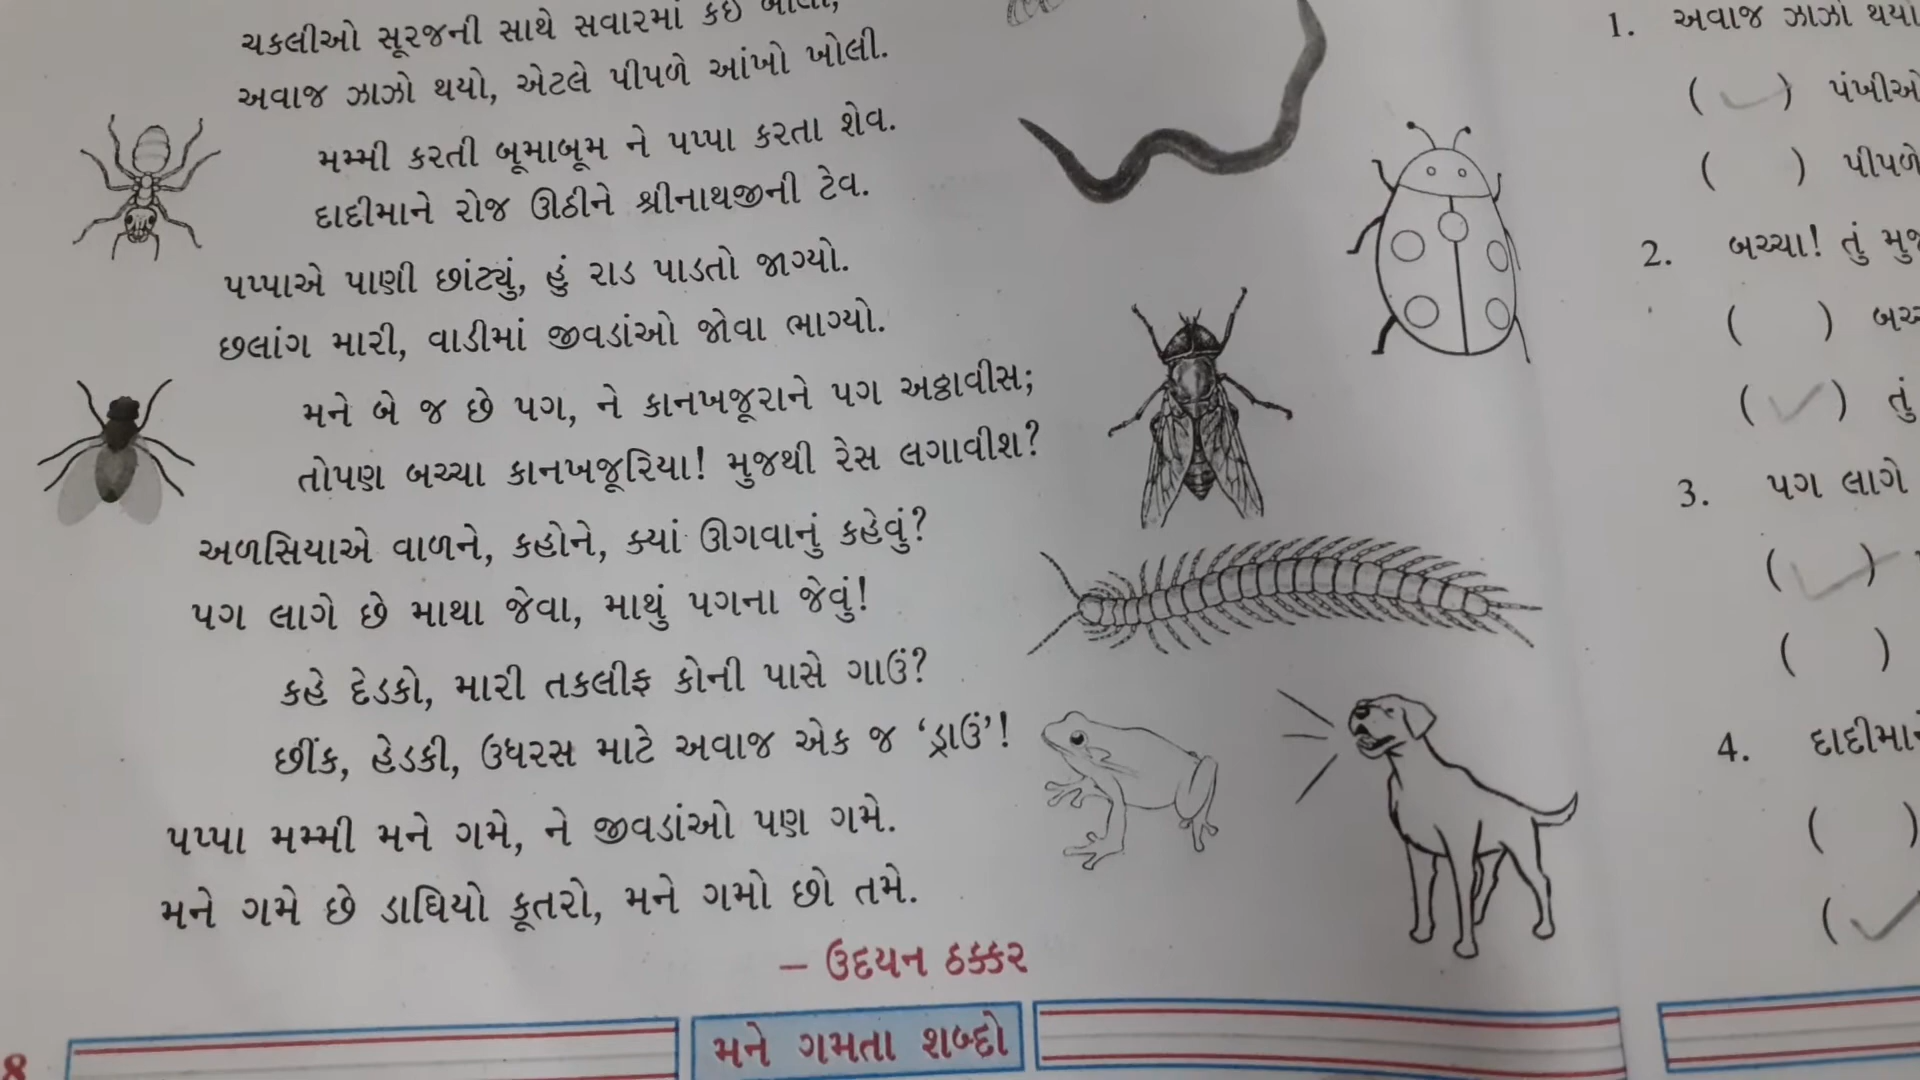 ચકલીઓ સૂરજની સાથે સવારમાં કંઇ
અવાજ ઝાઝો થયો, એટલે પીપળે આંખો ખોલી.
મમ્મી કરતી બૂમાબૂમ ને પપ્પા કરતા શેવ.
દાદીમાને રોજ ઊઠીને શ્રીનાથજીની ટેવ.
પપ્પાએ પાણી છાંટ્યું, હું રાડ પાડતો જાગ્યો.
છલાંગ મારી, વાડીમાં જીવડાંઓ જોવા ભાગ્યો.
મને બે જ છે પગ, ને કાનખજૂરાને પગ અઠ્ઠાવીસ;
તોપણ બચ્ચા કાનખજૂરિયા! મુજથી રેસ લગાવીશ?
અળસિયાએ વાળને, કહોને, ક્યાં ઊગવાનું કહેવું?
પગ લાગે છે માથા જેવા, માથું પગના જેવું!
કહે દેડકો, મારી તકલીફ કોની પાસે ગાઉં?
છીંક, હેડકી, ઉધરસ માટે અવાજ એક જ ‘ડ્રાઉં’!
પપ્પા મમ્મી મને ગમે, ને જીવડાંઓ પણ ગમે.
મને ગમે છે ડાઘિયો કૂતરો, મને ગમો છો તમે.
– ઉદયન ઠક્કર
8
મને ગમતા શબ્દો
1. અવાજ ઝાઝો થયો
( ✓ ) પંખીઓ
( ) પીપળે
2. બચ્ચા! તું મુજ
( ) બચ્ચ
( ✓ ) તું
3. પગ લાગે
( ✓ )
( )
4. દાદીમાને
( )
( ✓